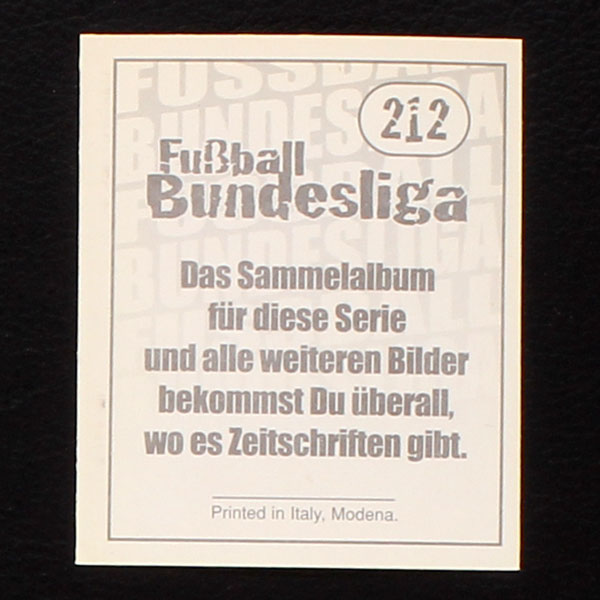 212
Fußball
Bundesliga
Das Sammelalbum
für diese Serie
und alle weiteren Bilder
bekommst Du überall,
wo es Zeitschriften gibt.
Printed in Italy, Modena.